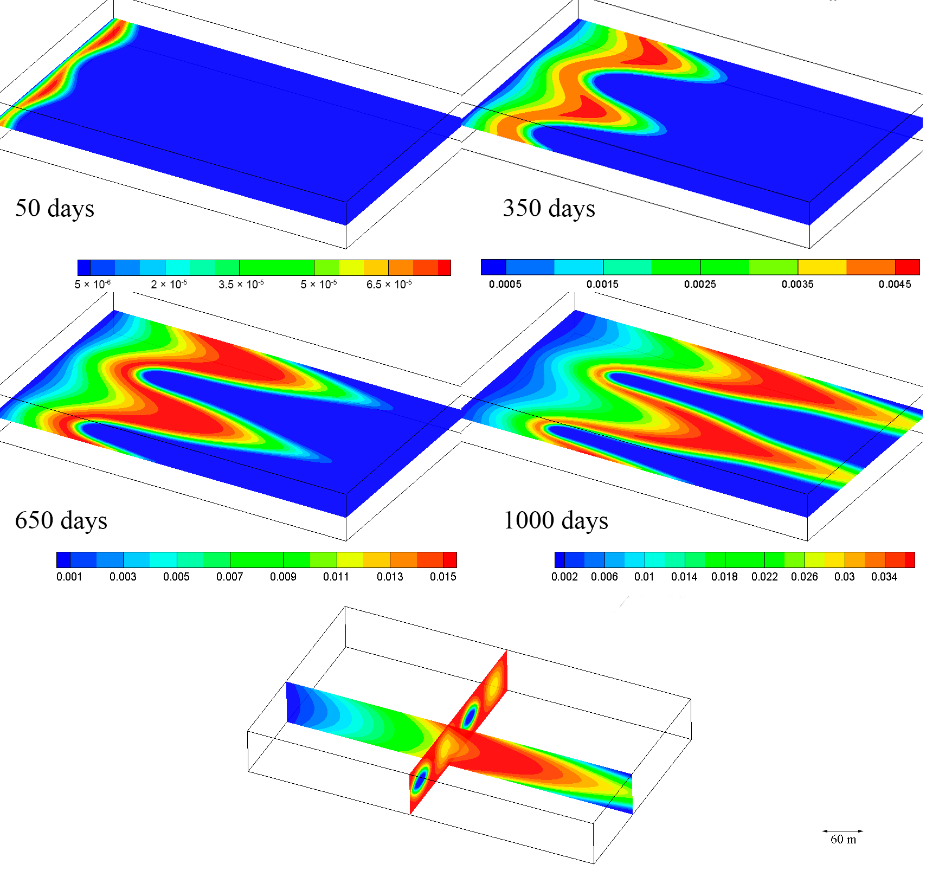 50 days
350 days
5 × 10⁻⁶ 2 × 10⁻⁵ 3.5 × 10⁻⁵ 5 × 10⁻⁵ 6.5 × 10⁻⁵
0.0005 0.0015 0.0025 0.0035 0.0045
650 days
1000 days
0.001 0.003 0.005 0.007 0.009 0.011 0.013 0.015
0.002 0.006 0.01 0.014 0.018 0.022 0.026 0.03 0.034
60 m